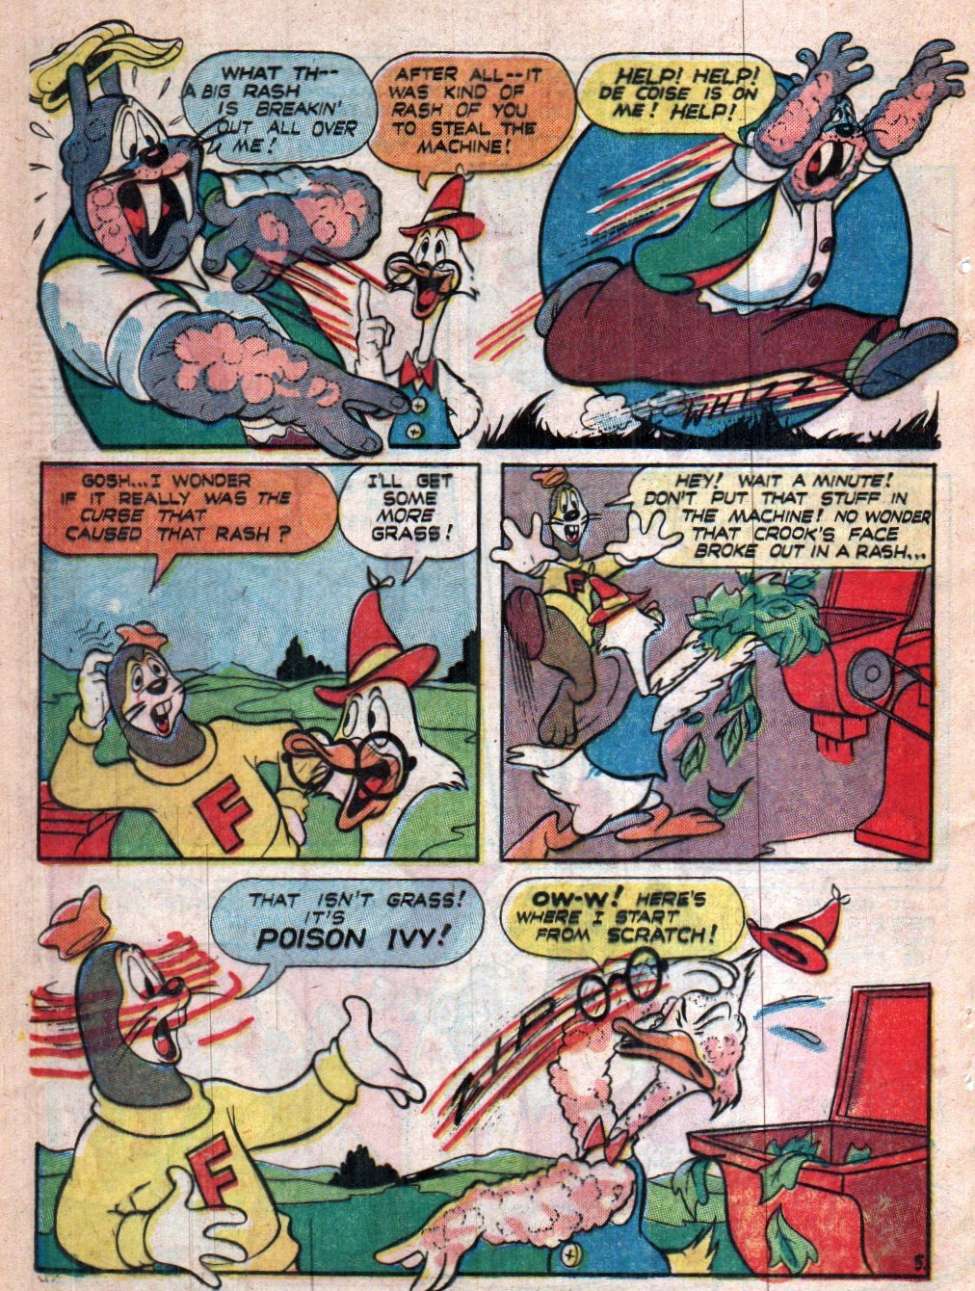 WHAT TH--
A BIG RASH
IS BREAKIN'
OUT ALL OVER
ME!
AFTER ALL--IT
WAS KIND OF
RASH OF YOU
TO STEAL THE
MACHINE!
HELP! HELP!
DE COISE IS ON
ME! HELP!
WHIZZ
GOSH...I WONDER
IF IT REALLY WAS THE
CURSE THAT
CAUSED THAT RASH?
I'LL GET
SOME
MORE
GRASS!
HEY! WAIT A MINUTE!
DON'T PUT THAT STUFF IN
THE MACHINE! NO WONDER
THAT CROOK'S FACE
BROKE OUT IN A RASH...
F
F
THAT ISN'T GRASS!
IT'S
POISON IVY!
OW-W! HERE'S
WHERE I START
FROM SCRATCH!
ZIP
F
5